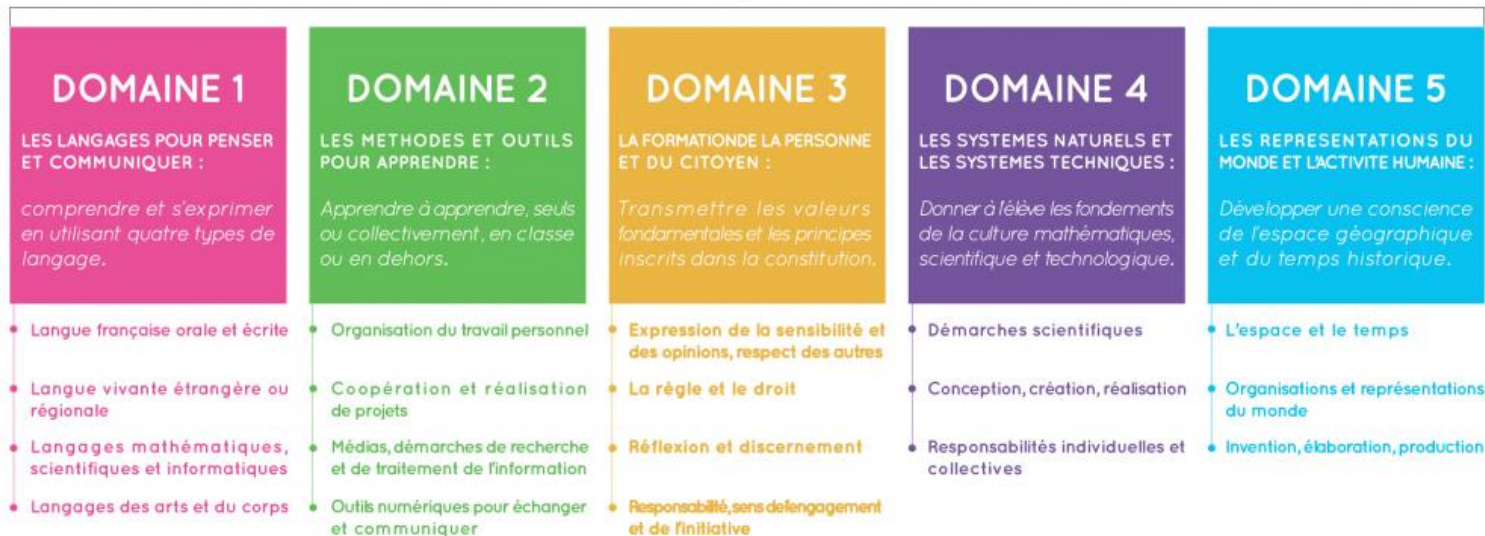 DOMAINE 1
LES LANGAGES POUR PENSER
ET COMMUNIQUER :
comprendre et s'exprimer
en utilisant quatre types de
langage.
Langue française orale et écrite
Langue vivante étrangère ou
régionale
Langages mathématiques,
scientifiques et informatiques
Langages des arts et du corps
DOMAINE 2
LES METHODES ET OUTILS
POUR APPRENDRE :
Apprendre à apprendre, seuls
ou collectivement, en classe
ou en dehors.
Organisation du travail personnel
Coopération et réalisation
de projets
Médias, démarches de recherche
et de traitement de l'information
Outils numériques pour échanger
et communiquer
DOMAINE 3
LA FORMATIONDE LA PERSONNE
ET DU CITOYEN :
Transmettre les valeurs
fondamentales et les principes
inscrits dans la constitution.
Expression de la sensibilité et
des opinions, respect des autres
La règle et le droit
Réflexion et discernement
Responsabilité, sens de l'engagement
et de l'initiative
DOMAINE 4
LES SYSTEMES NATURELS ET
LES SYSTEMES TECHNIQUES :
Donner à l'élève les fondements
de la culture mathématiques,
scientifique et technologique.
Démarches scientifiques
Conception, création, réalisation
Responsabilités individuelles et
collectives
DOMAINE 5
LES REPRESENTATIONS DU
MONDE ET L'ACTIVITE HUMAINE :
Développer une conscience
de l'espace géographique
et du temps historique.
L'espace et le temps
Organisations et représentations
du monde
Invention, élaboration, production